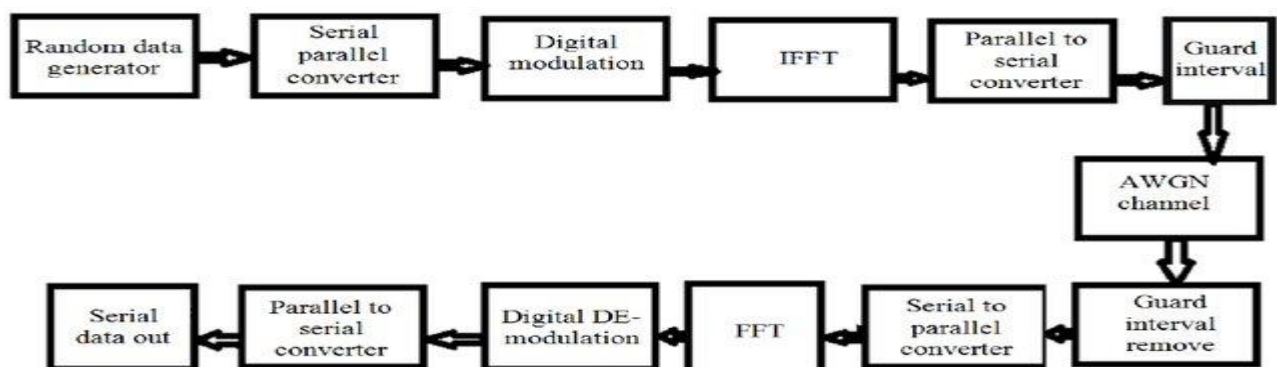 Random data
generator
Serial
parallel
converter
Digital
modulation
IFFT
Parallel to
serial
converter
Guard
interval
AWGN
channel
Serial
data out
Parallel to
serial
converter
Digital DE-
modulation
FFT
Serial to
parallel
converter
Guard
interval
remove